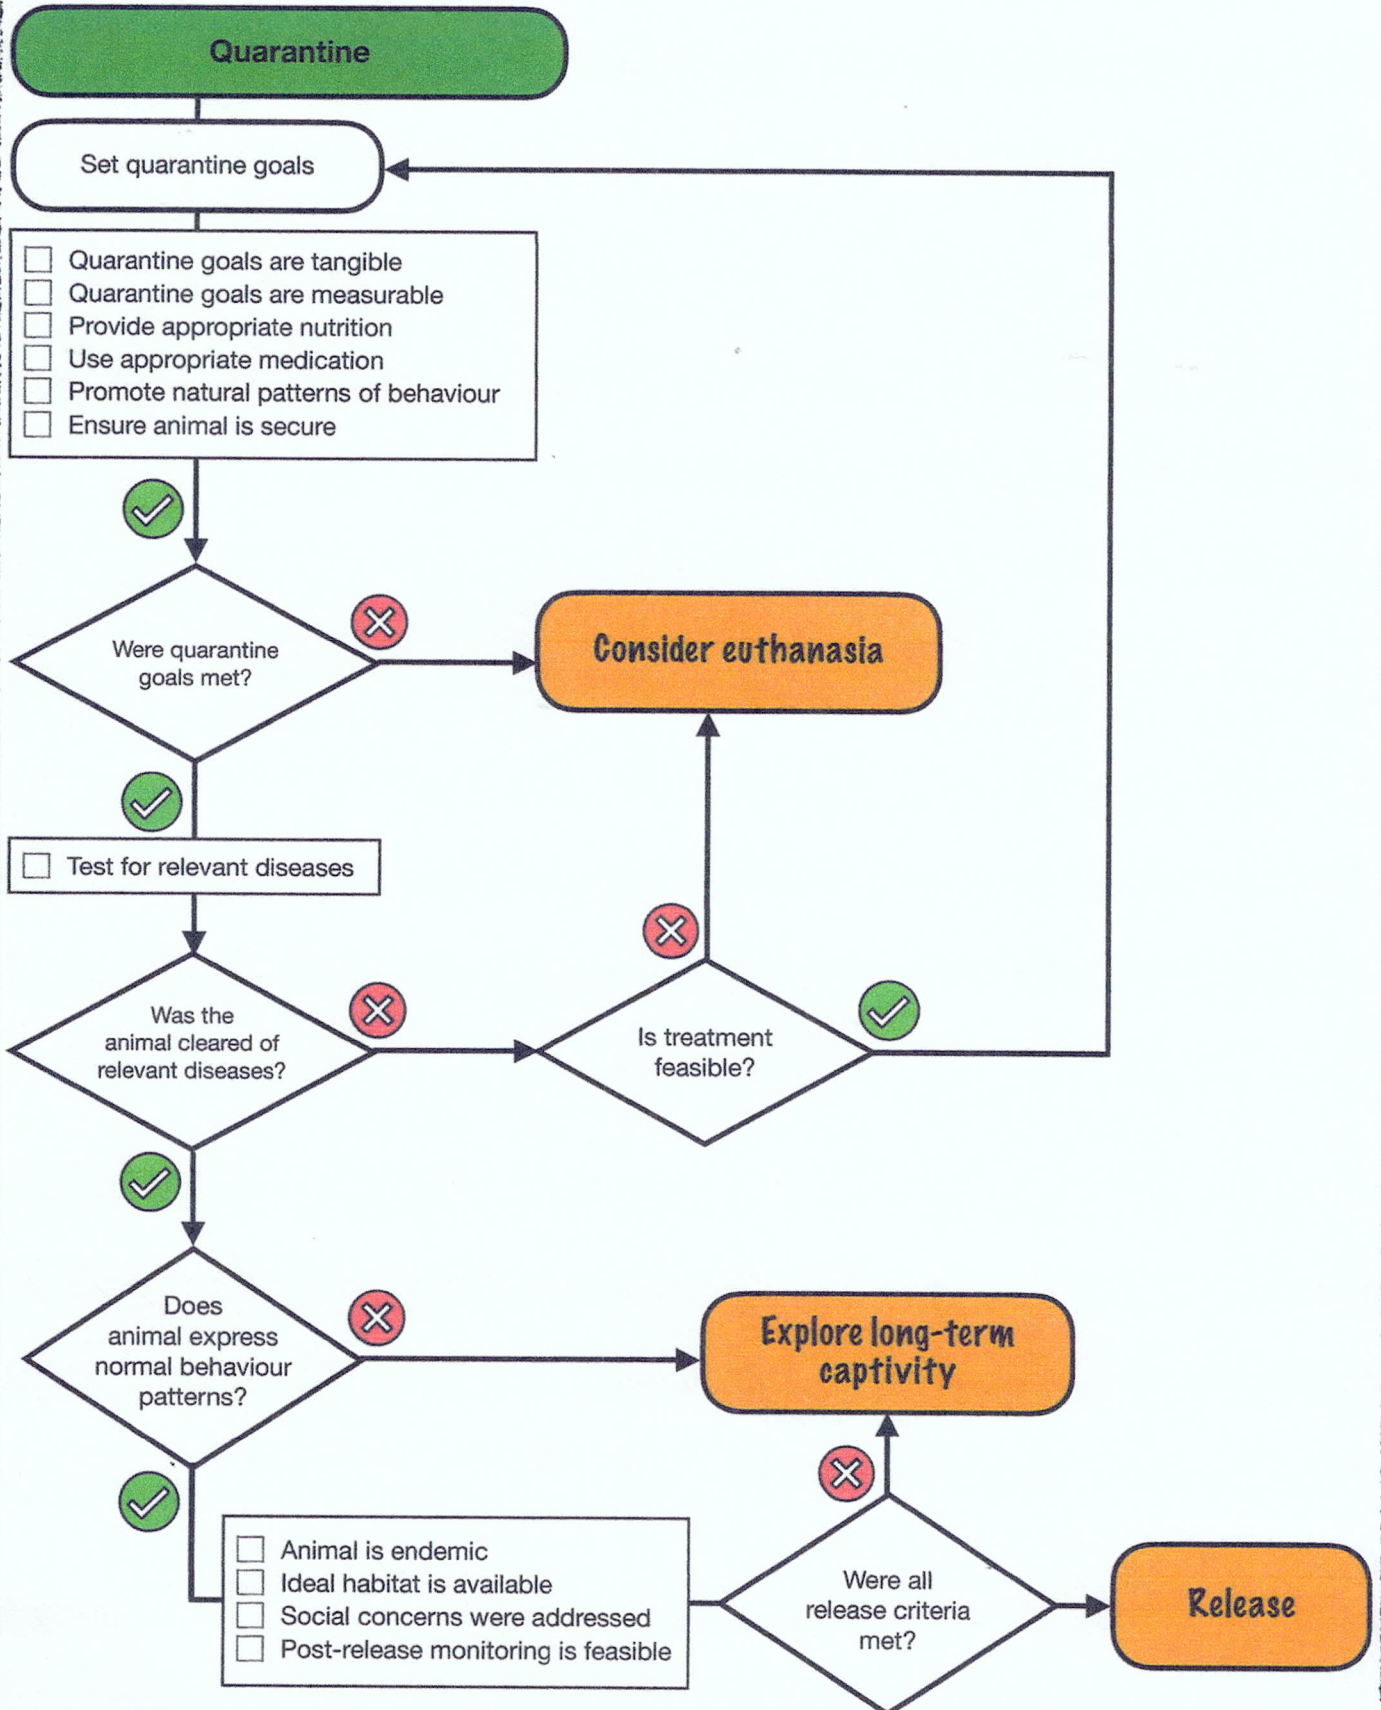 Quarantine
Set quarantine goals
Quarantine goals are tangible
Quarantine goals are measurable
Provide appropriate nutrition
Use appropriate medication
Promote natural patterns of behaviour
Ensure animal is secure
Were quarantine
goals met?
Consider euthanasia
Test for relevant diseases
Was the
animal cleared of
relevant diseases?
Is treatment
feasible?
Does
animal express
normal behaviour
patterns?
Explore long-term
captivity
Animal is endemic
Ideal habitat is available
Social concerns were addressed
Post-release monitoring is feasible
Were all
release criteria
met?
Release